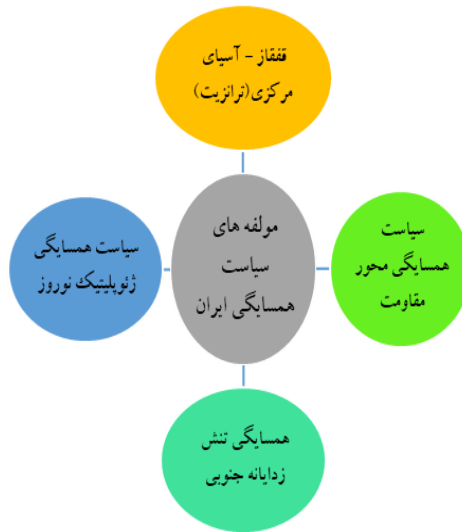 قفقاز - آسیای
مرکزی(ترانزیت)
مولفه های
سیاست
همسایگی ایران
سیاست
همسایگی محور
مقاومت
سیاست همسایگی
ژئوپلیتیک نوروز
همسایگی تنش
زدایانه جنوبی